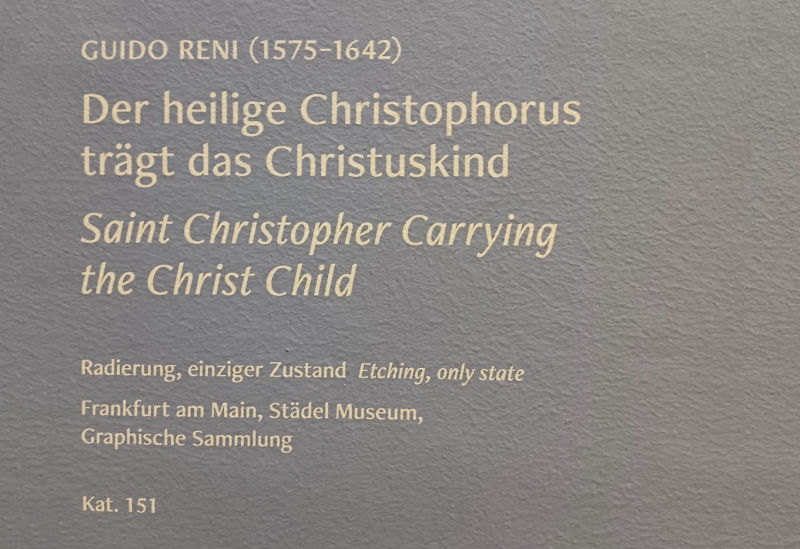 GUIDO RENI (1575–1642)
Der heilige Christophorus
trägt das Christuskind
Saint Christopher Carrying
the Christ Child
Radierung, einziger Zustand Etching, only state
Frankfurt am Main, Städel Museum,
Graphische Sammlung
Kat. 151